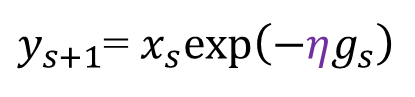 y_{s+1} = x_s exp(−ηg_s)